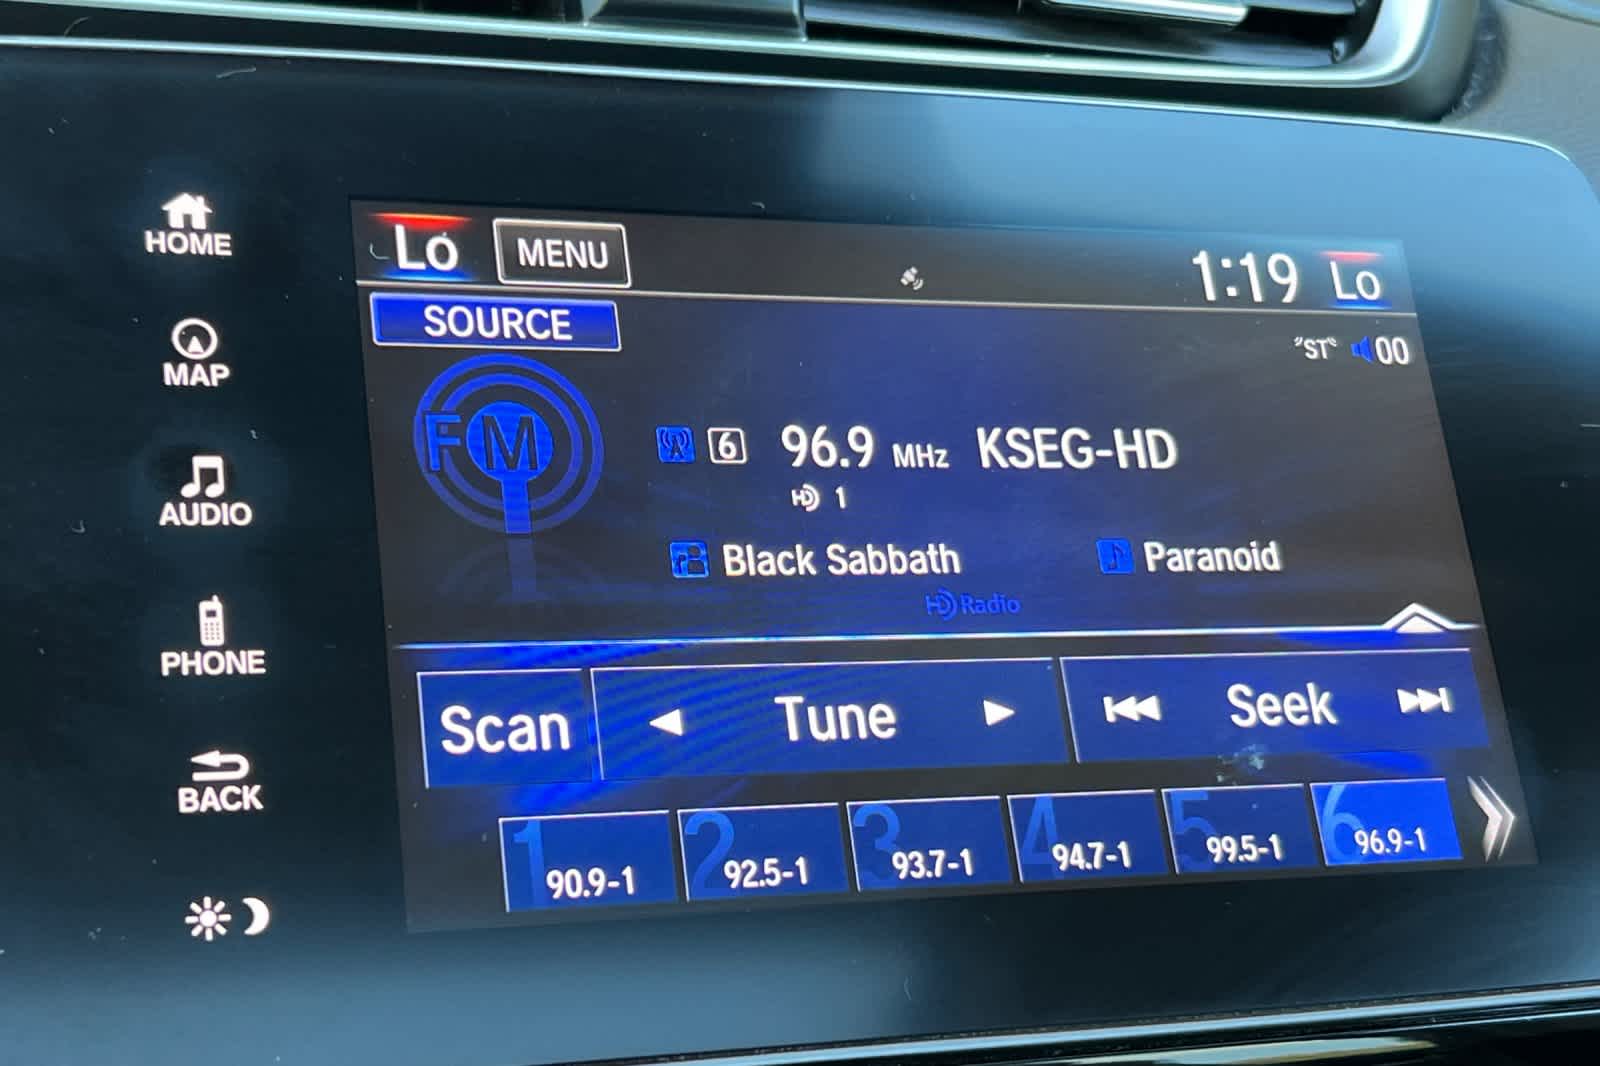 HOME
MAP
AUDIO
PHONE
BACK
Lo MENU 1:19 Lo
SOURCE
"ST" 00
FM
6 96.9 MHz KSEG-HD
HD 1
Black Sabbath Paranoid
HD Radio
Scan Tune Seek
1 90.9-1
2 92.5-1
3 93.7-1
4 94.7-1
5 99.5-1
6 96.9-1